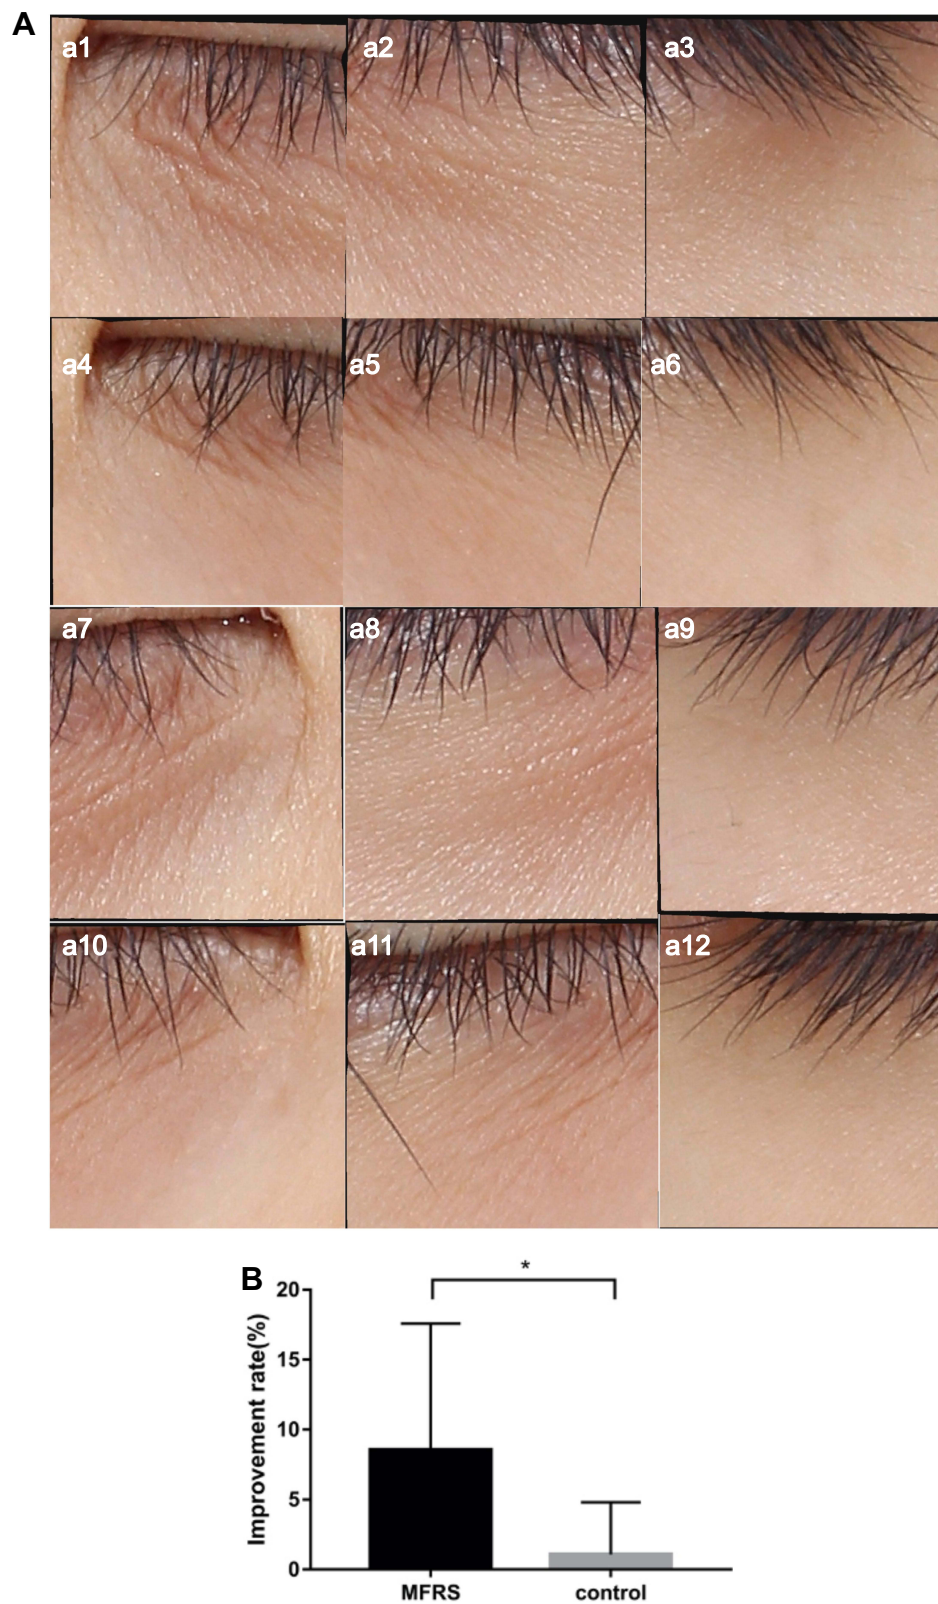 A
a1 a2 a3
a4 a5 a6
a7 a8 a9
a10 a11 a12
B
*
Improvement rate(%)
20
15
10
5
0
MFRS control